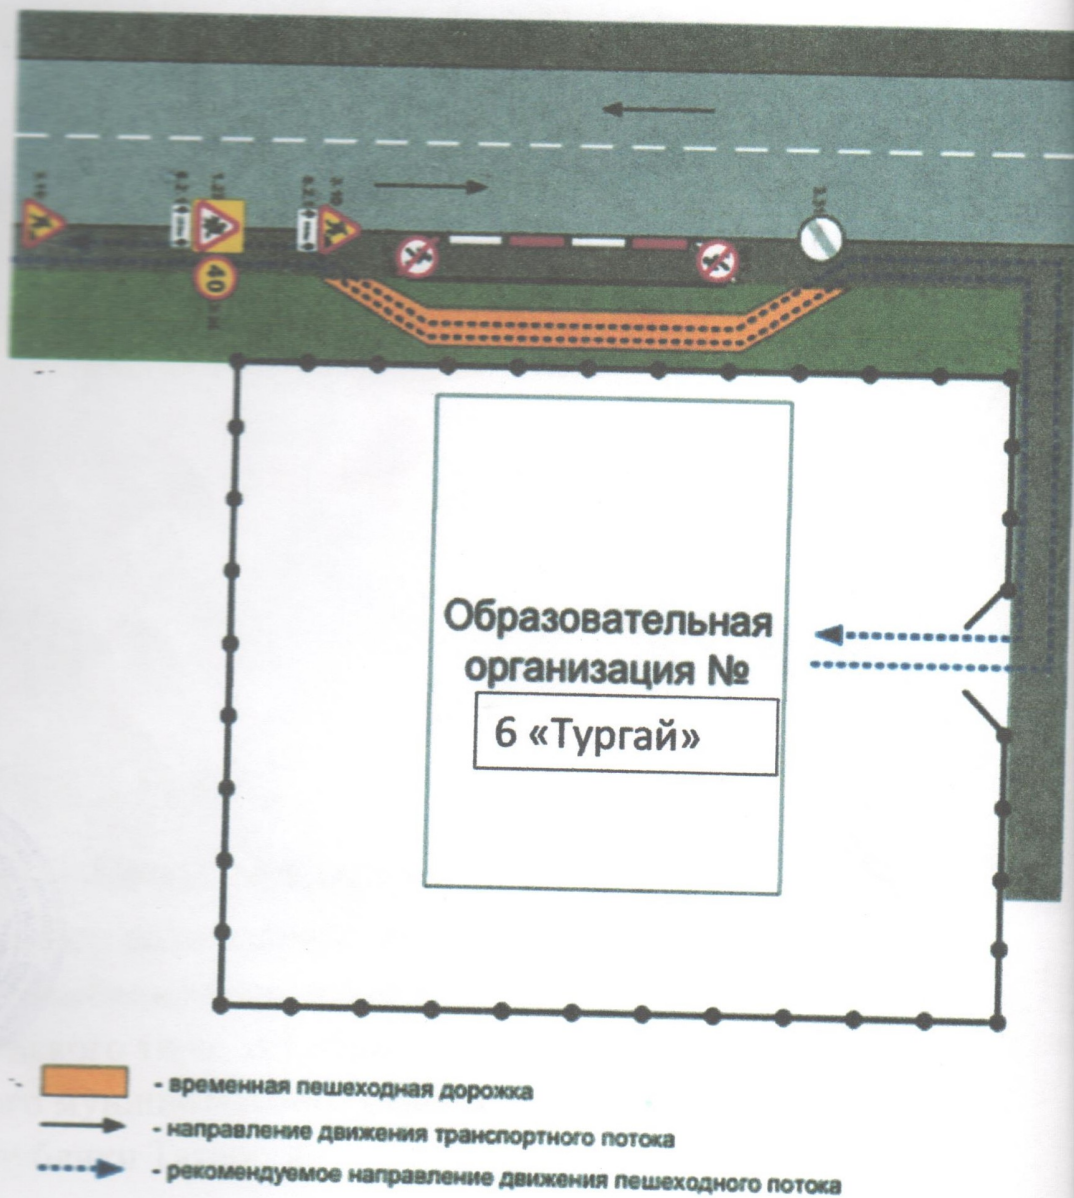 40
Образовательная
организация №
6 «Тургай»
- временная пешеходная дорожка
- направление движения транспортного потока
- рекомендуемое направление движения пешеходного потока